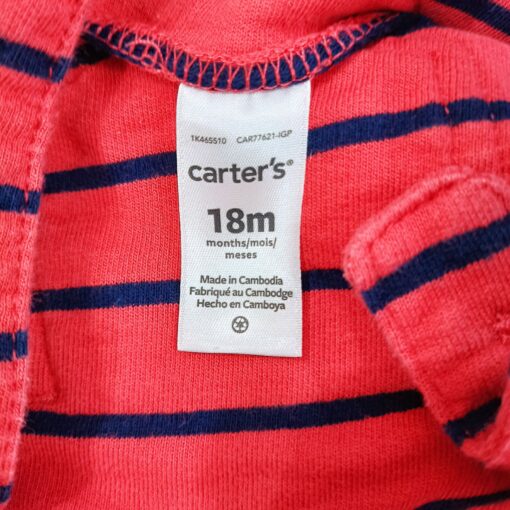 1K465510 CAR77621-IGP
carter's®
18m
months/mois/
meses
Made in Cambodia
Fabriqué au Cambodge
Hecho en Camboya